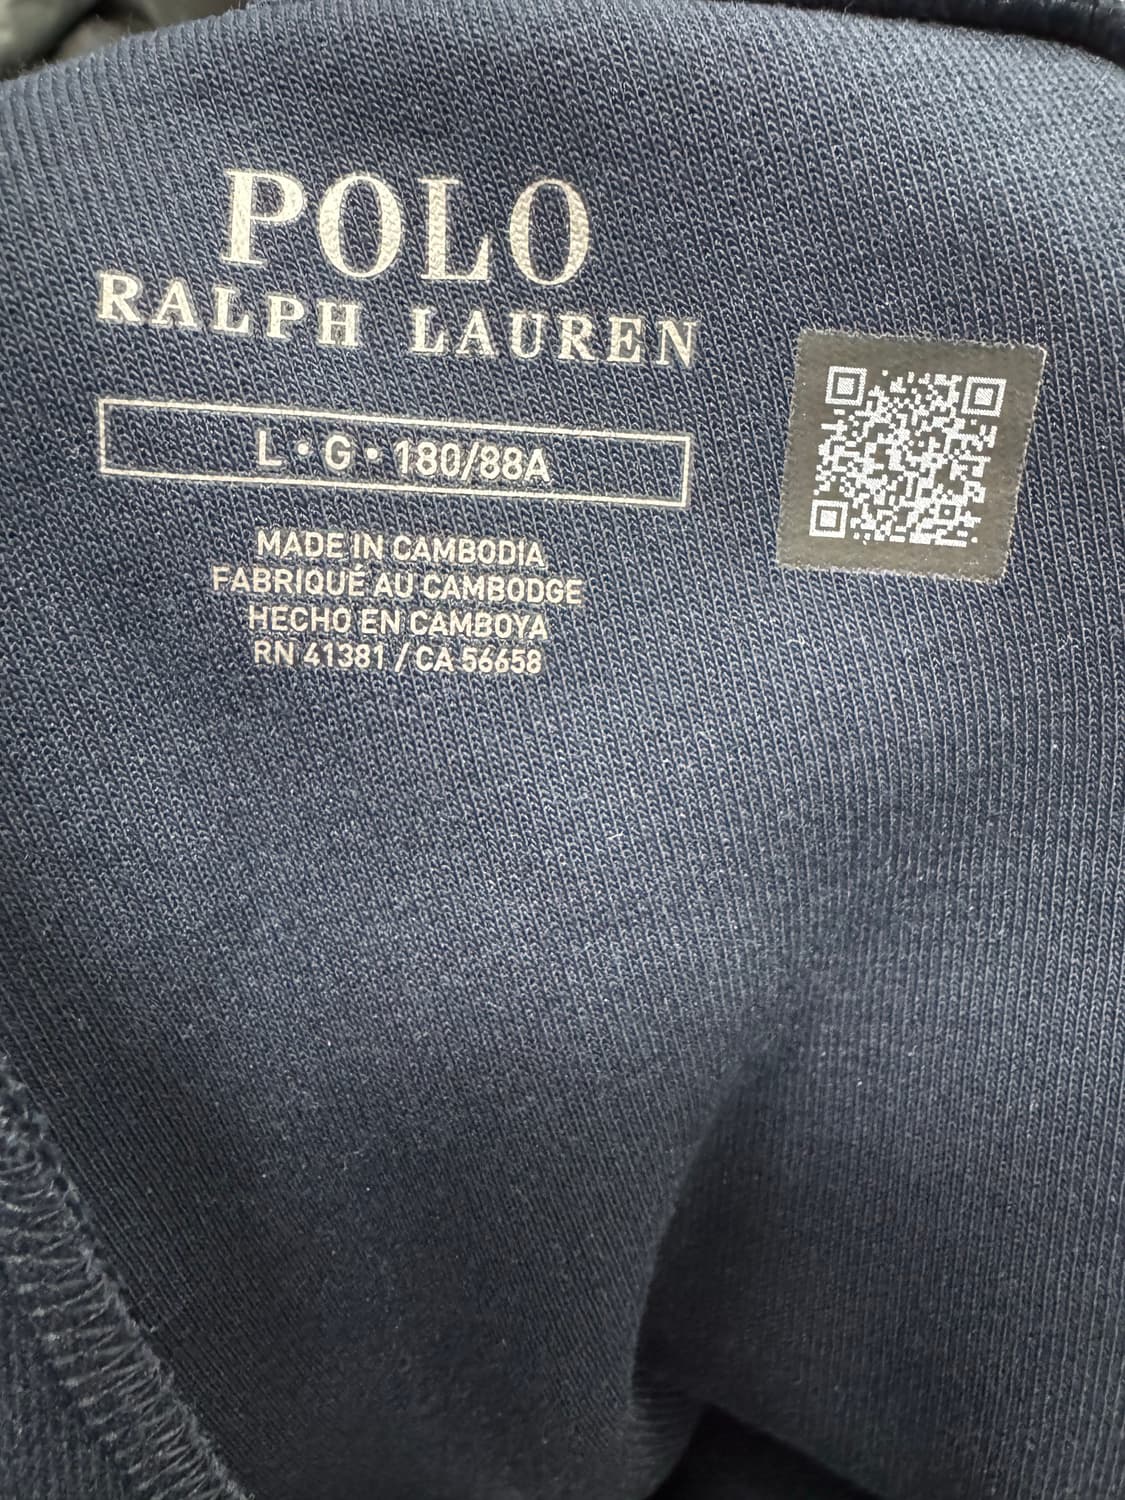 POLO
RALPH LAUREN
L • G • 180/88A
MADE IN CAMBODIA
FABRIQUÉ AU CAMBODGE
HECHO EN CAMBOYA
RN 41381 / CA 56658